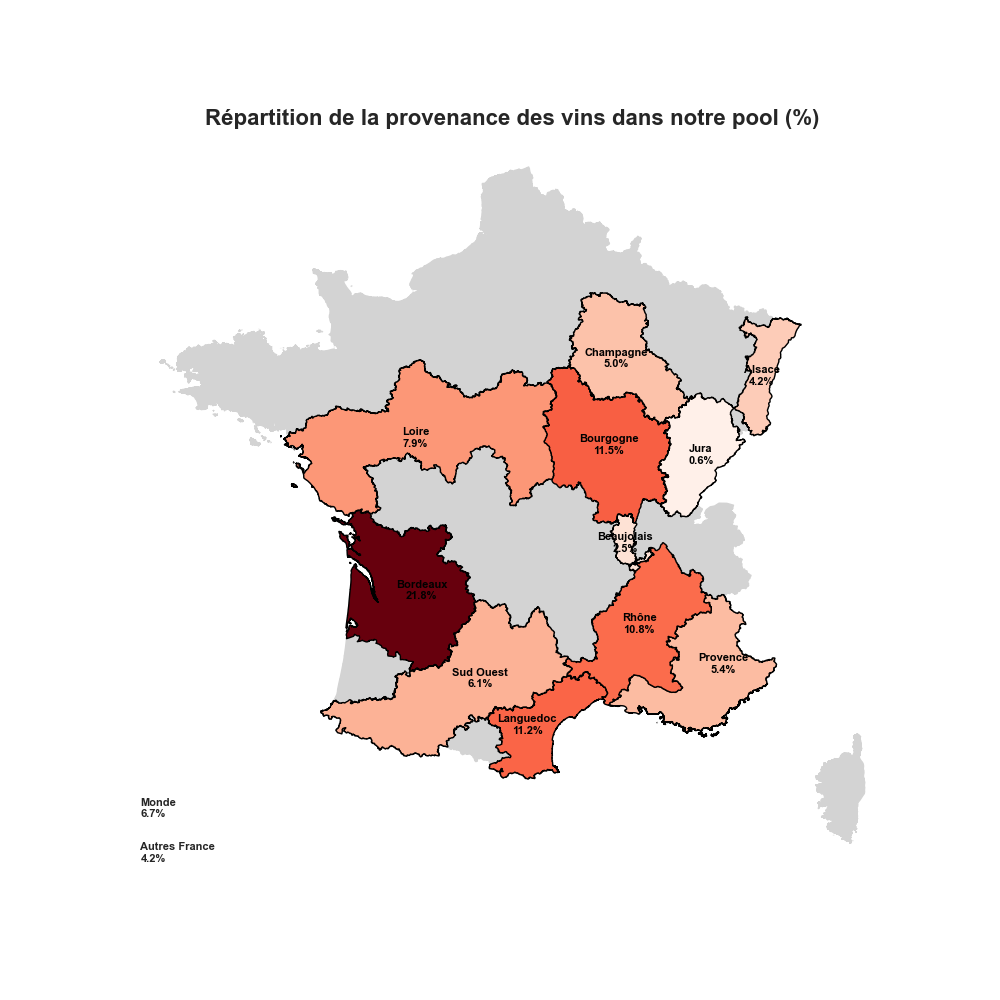 Répartition de la provenance des vins dans notre pool (%)
Champagne
5.0%
Alsace
4.2%
Loire
7.9%
Bourgogne
11.5%
Jura
0.6%
Beaujolais
2.5%
Bordeaux
21.8%
Rhône
10.8%
Provence
5.4%
Sud Ouest
6.1%
Languedoc
11.2%
Monde
6.7%
Autres France
4.2%